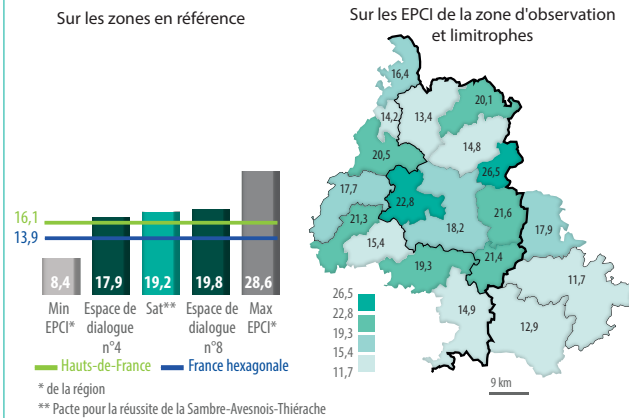 Sur les zones en référence
16,1
13,9
8,4
17,9
19,2
19,8
28,6
Min
EPCI*
Espace de
dialogue
n°4
Sat**
Espace de
dialogue
n°8
Max
EPCI*
Hauts-de-France
France hexagonale
* de la région
** Pacte pour la réussite de la Sambre-Avesnois-Thiérache
Sur les EPCI de la zone d'observation
et limitrophes
16,4
20,1
14,2
13,4
14,8
20,5
26,5
17,7
22,8
21,6
21,3
18,2
17,9
15,4
21,4
19,3
11,7
14,9
12,9
26,5
22,8
19,3
15,4
11,7
9 km